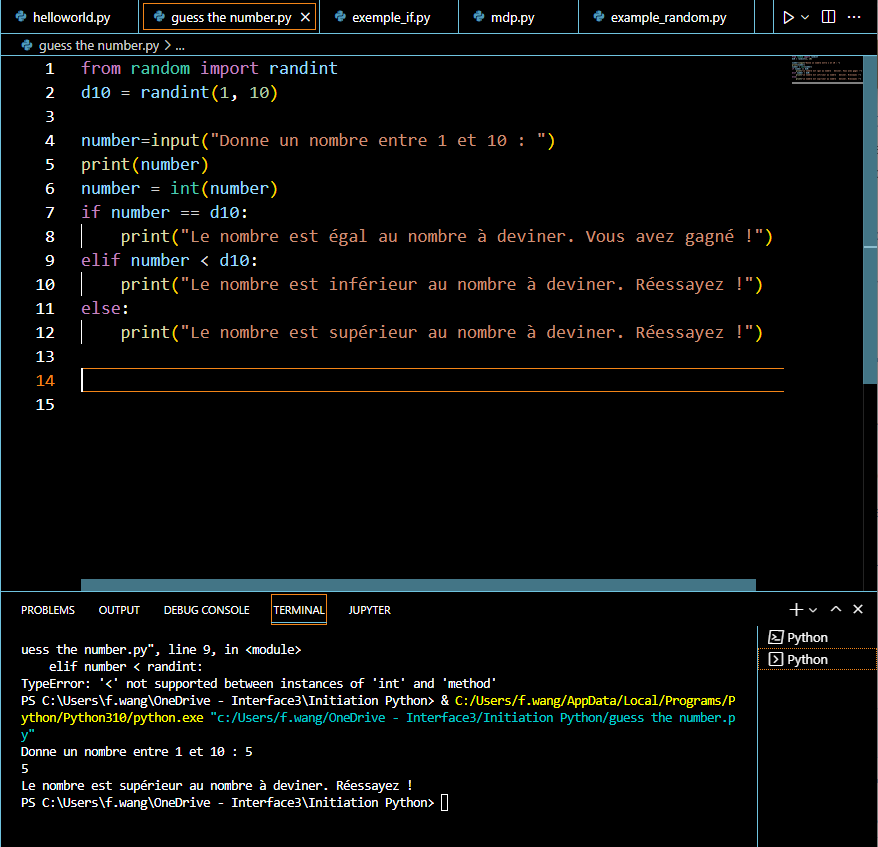 helloworld.py guess the number.py exemple_if.py mdp.py example_random.py
guess the number.py > ...
1 from random import randint
2 d10 = randint(1, 10)
3
4 number=input("Donne un nombre entre 1 et 10 : ")
5 print(number)
6 number = int(number)
7 if number == d10:
8     print("Le nombre est égal au nombre à deviner. Vous avez gagné !")
9 elif number < d10:
10     print("Le nombre est inférieur au nombre à deviner. Réessayez !")
11 else:
12     print("Le nombre est supérieur au nombre à deviner. Réessayez !")
13
14
15
PROBLEMS OUTPUT DEBUG CONSOLE TERMINAL JUPYTER
Python
Python
uess the number.py", line 9, in <module>
    elif number < randint:
TypeError: '<' not supported between instances of 'int' and 'method'
PS C:\Users\f.wang\OneDrive - Interface3\Initiation Python> & C:/Users/f.wang/AppData/Local/Programs/P
ython/Python310/python.exe "c:/Users/f.wang/OneDrive - Interface3/Initiation Python/guess the number.p
y"
Donne un nombre entre 1 et 10 : 5
5
Le nombre est supérieur au nombre à deviner. Réessayez !
PS C:\Users\f.wang\OneDrive - Interface3\Initiation Python>